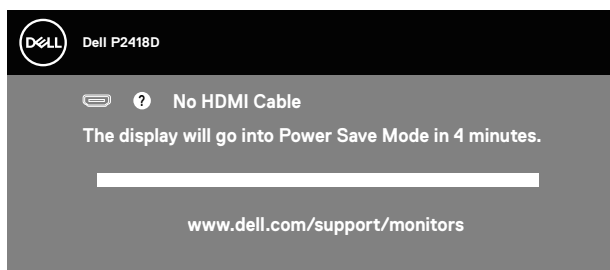 DELL
Dell P2418D
? No HDMI Cable
The display will go into Power Save Mode in 4 minutes.
www.dell.com/support/monitors